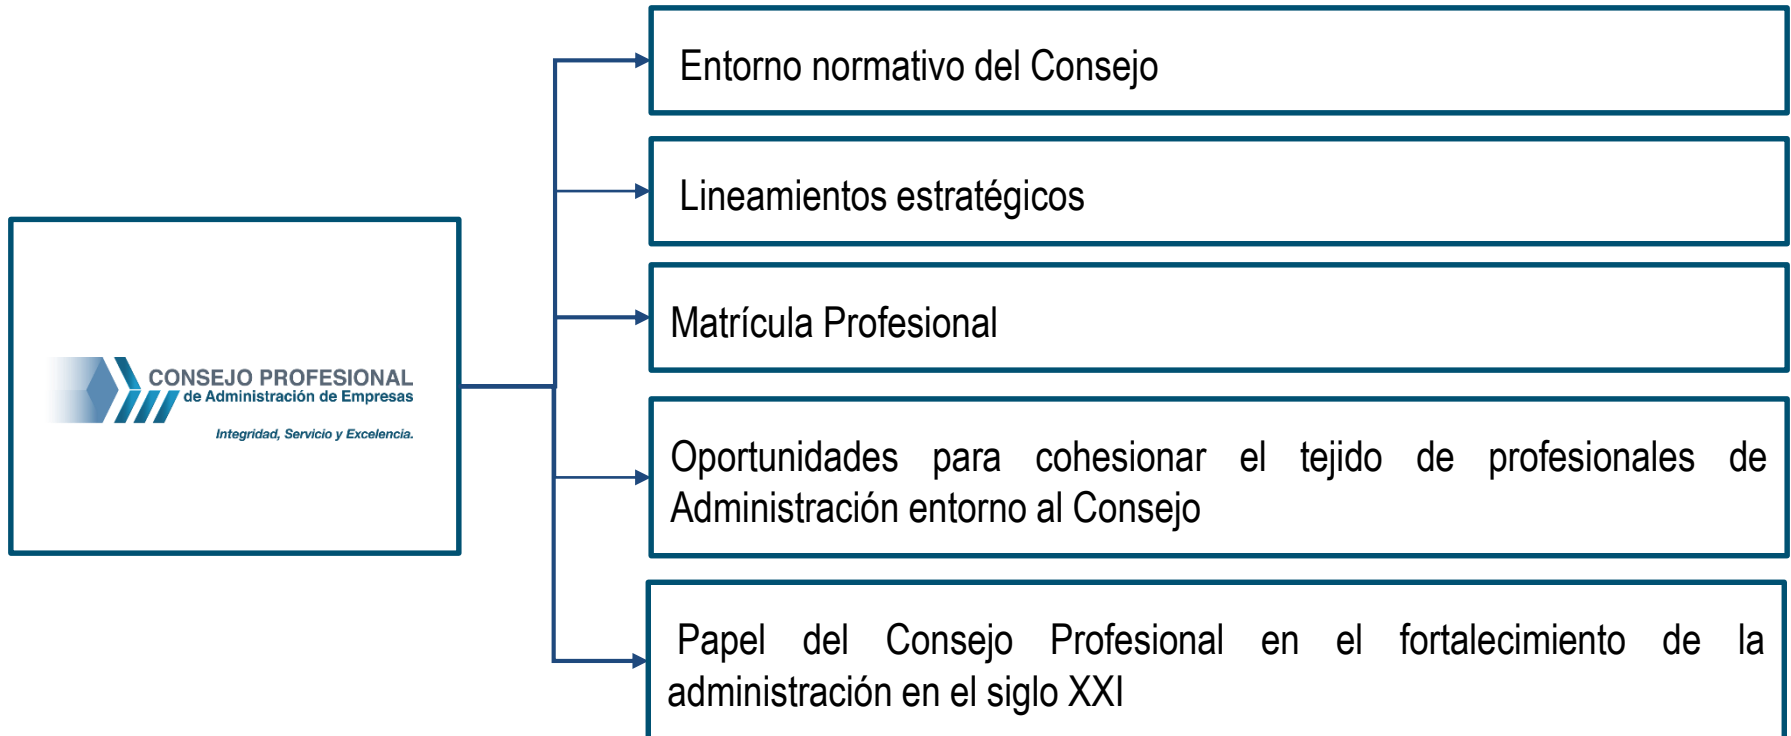 Entorno normativo del Consejo
Lineamientos estratégicos
Matrícula Profesional
CONSEJO PROFESIONAL
de Administración de Empresas
Integridad, Servicio y Excelencia.
Oportunidades para cohesionar el tejido de profesionales de
Administración entorno al Consejo
Papel del Consejo Profesional en el fortalecimiento de la
administración en el siglo XXI